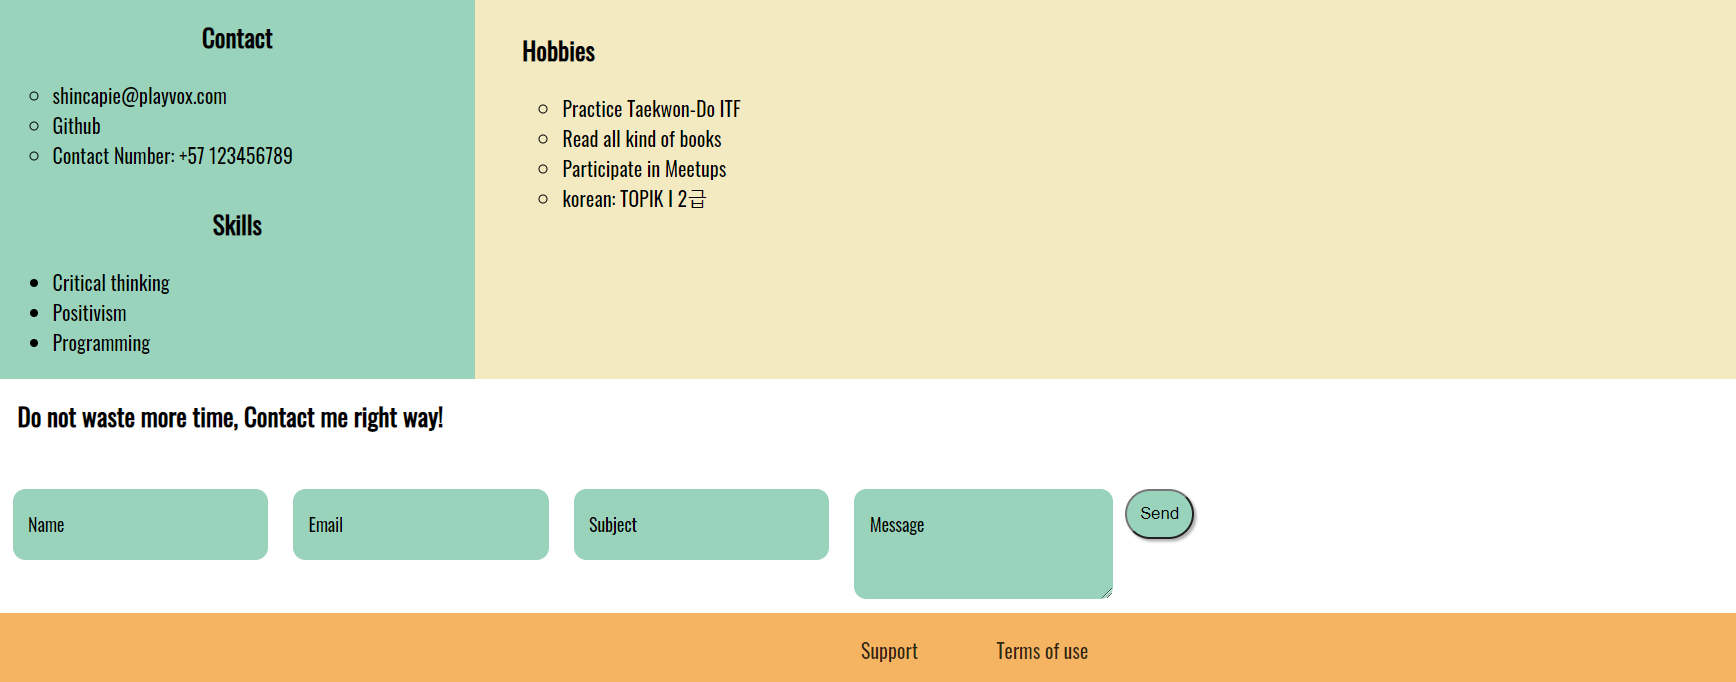 Contact
shincapie@playvox.com
Github
Contact Number: +57 123456789
Skills
Critical thinking
Positivism
Programming
Hobbies
Practice Taekwon-Do ITF
Read all kind of books
Participate in Meetups
korean: TOPIK I 2급
Do not waste more time, Contact me right way!
Name
Email
Subject
Message
Send
Support
Terms of use